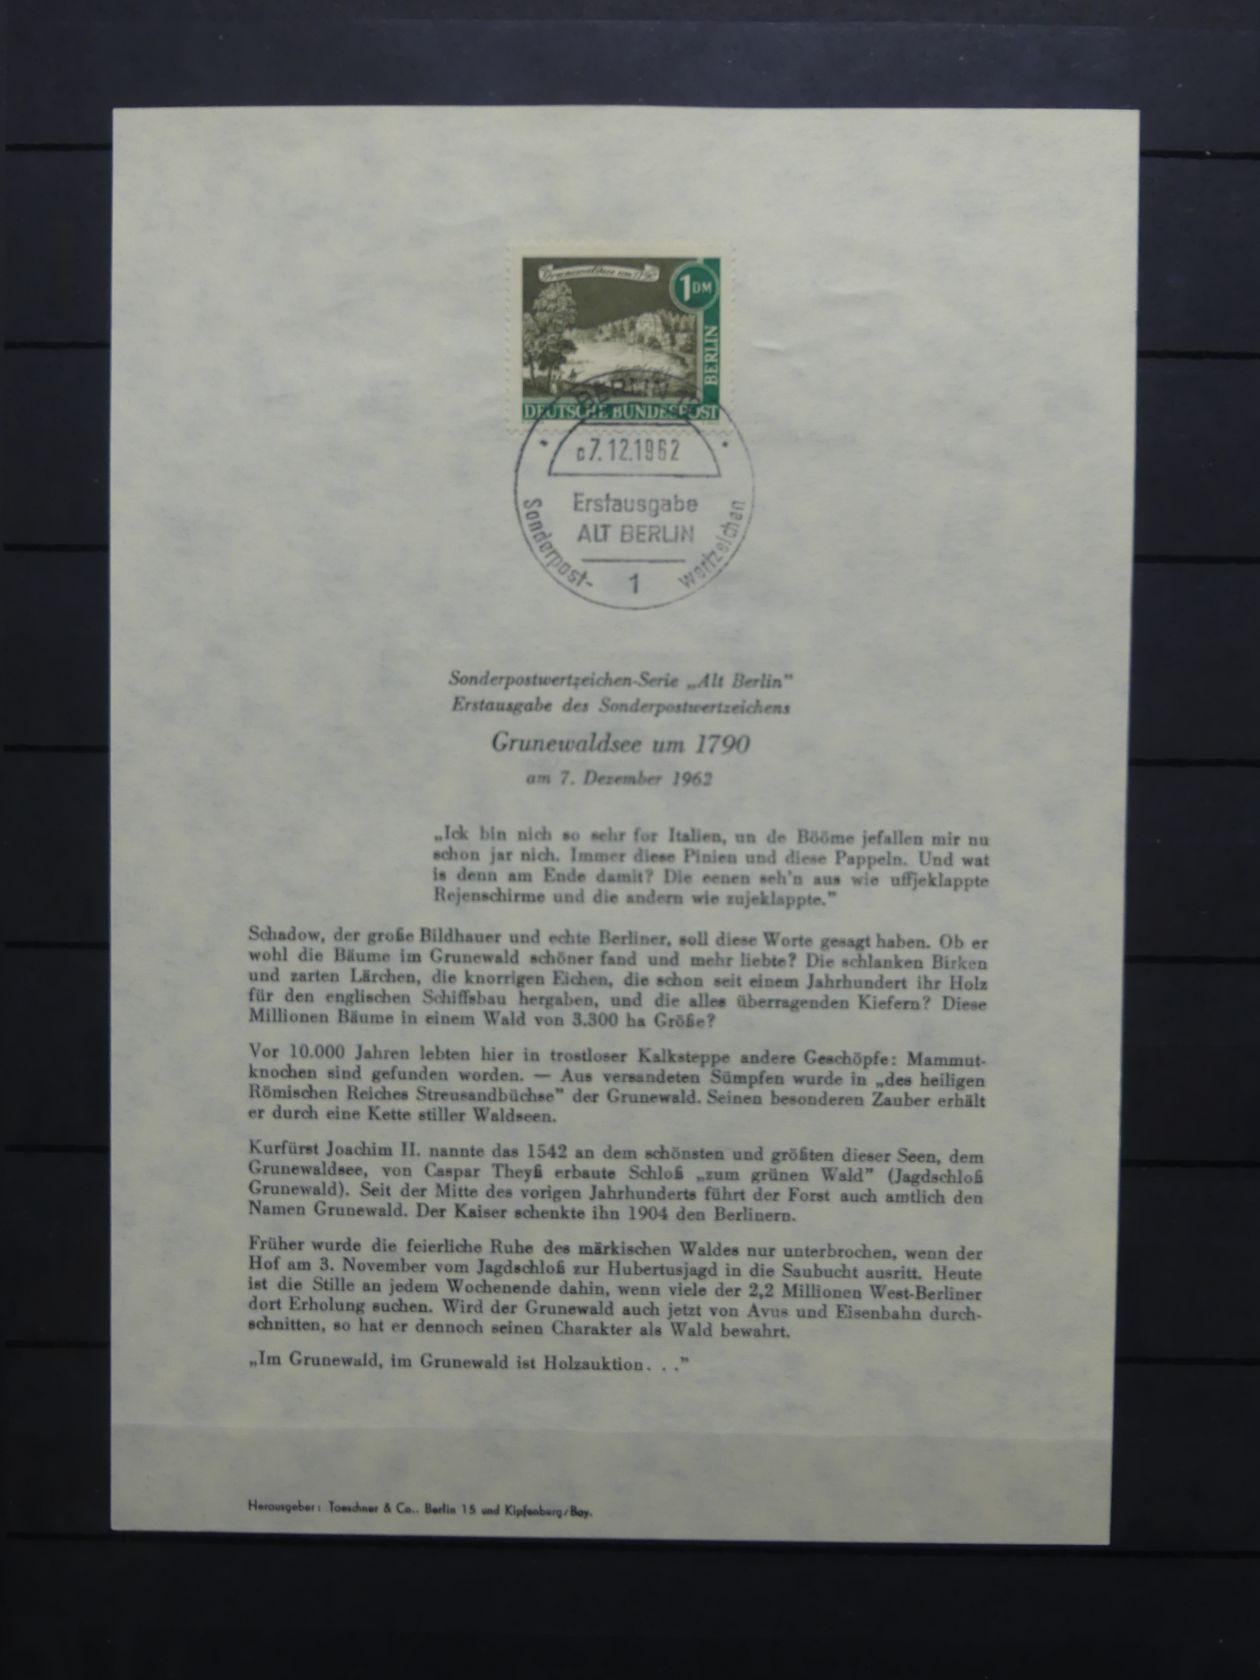 Grunewaldsee um 1790
1 DM
BERLIN
DEUTSCHE BUNDESPOST
BERLIN
7.12.1962
Erstausgabe
ALT BERLIN
Sonderpost-
wertzeichen
1
Sonderpostwertzeichen-Serie „Alt Berlin”
Erstausgabe des Sonderpostwertzeichens
Grunewaldsee um 1790
am 7. Dezember 1962
„Ick bin nich so sehr for Italien, un de Bööme jefallen mir nu
schon jar nich. Immer diese Pinien und diese Pappeln. Und wat
is denn am Ende damit? Die eenen seh'n aus wie uffjeklappte
Rejenschirme und die andern wie zujeklappte.”
Schadow, der große Bildhauer und echte Berliner, soll diese Worte gesagt haben. Ob er
wohl die Bäume im Grunewald schöner fand und mehr liebte? Die schlanken Birken
und zarten Lärchen, die knorrigen Eichen, die schon seit einem Jahrhundert ihr Holz
für den englischen Schiffsbau hergaben, und die alles überragenden Kiefern? Diese
Millionen Bäume in einem Wald von 3.300 ha Größe?
Vor 10.000 Jahren lebten hier in trostloser Kalksteppe andere Geschöpfe: Mammut-
knochen sind gefunden worden. — Aus versandeten Sümpfen wurde in „des heiligen
Römischen Reiches Streusandbüchse” der Grunewald. Seinen besonderen Zauber erhält
er durch eine Kette stiller Waldseen.
Kurfürst Joachim II. nannte das 1542 an dem schönsten und größten dieser Seen, dem
Grunewaldsee, von Caspar Theyß erbaute Schloß „zum grünen Wald” (Jagdschloß
Grunewald). Seit der Mitte des vorigen Jahrhunderts führt der Forst auch amtlich den
Namen Grunewald. Der Kaiser schenkte ihn 1904 den Berlinern.
Früher wurde die feierliche Ruhe des märkischen Waldes nur unterbrochen, wenn der
Hof am 3. November vom Jagdschloß zur Hubertusjagd in die Saubucht ausritt. Heute
ist die Stille an jedem Wochenende dahin, wenn viele der 2,2 Millionen West-Berliner
dort Erholung suchen. Wird der Grunewald auch jetzt von Avus und Eisenbahn durch-
schnitten, so hat er dennoch seinen Charakter als Wald bewahrt.
„Im Grunewald, im Grunewald ist Holzauktion. . .”
Herausgeber: Toeschner & Co., Berlin 15 und Kipfenberg/Bay.